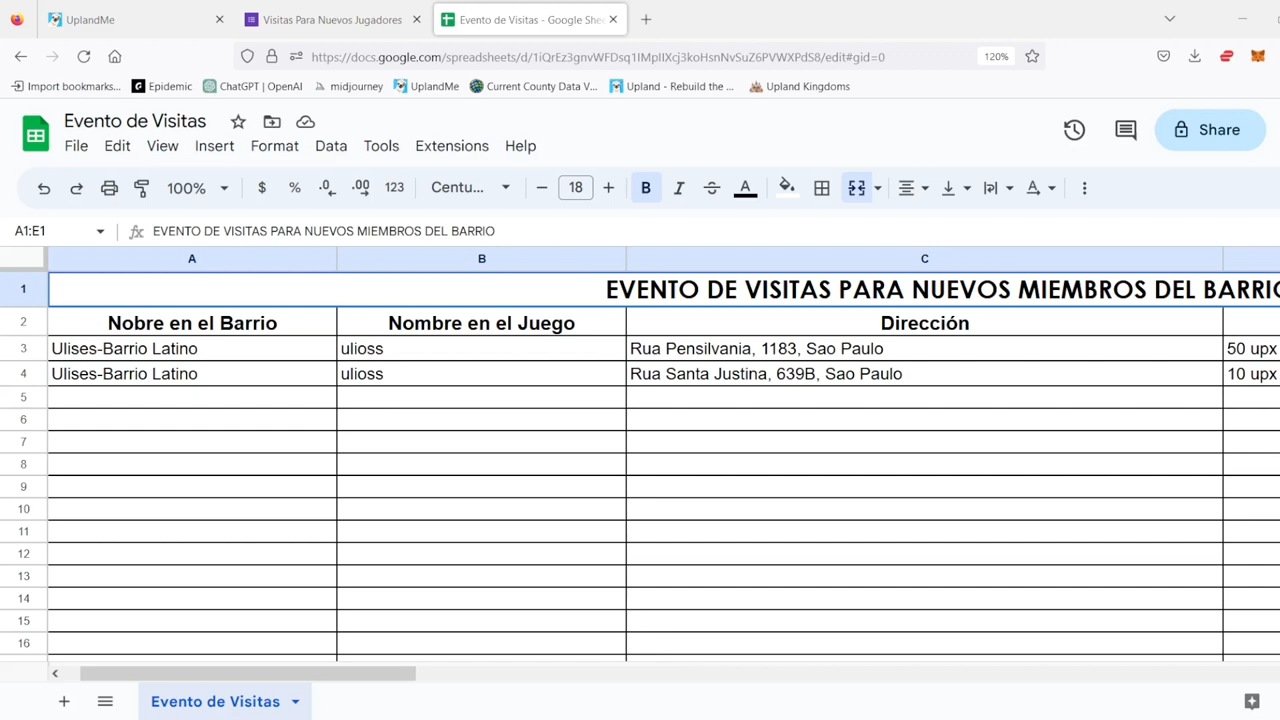 UplandMe
Visitas Para Nuevos Jugadores
Evento de Visitas - Google Shee
https://docs.google.com/spreadsheets/d/1iQrEz3gnvWFDsq1IMpIIXcj3koHsnNvSuZ6PVWXPdS8/edit#gid=0
120%
Import bookmarks...
Epidemic
ChatGPT | OpenAI
midjourney
UplandMe
Current County Data V...
Upland - Rebuild the ...
Upland Kingdoms
Evento de Visitas
Share
File Edit View Insert Format Data Tools Extensions Help
100% $ % .0 .00 123 Centu... 18 B I S A
A1:E1 fx EVENTO DE VISITAS PARA NUEVOS MIEMBROS DEL BARRIO
A B C
1 EVENTO DE VISITAS PARA NUEVOS MIEMBROS DEL BARRIO
2 Nobre en el Barrio Nombre en el Juego Dirección
3 Ulises-Barrio Latino ulioss Rua Pensilvania, 1183, Sao Paulo 50 upx
4 Ulises-Barrio Latino ulioss Rua Santa Justina, 639B, Sao Paulo 10 upx
5
6
7
8
9
10
11
12
13
14
15
16
Evento de Visitas